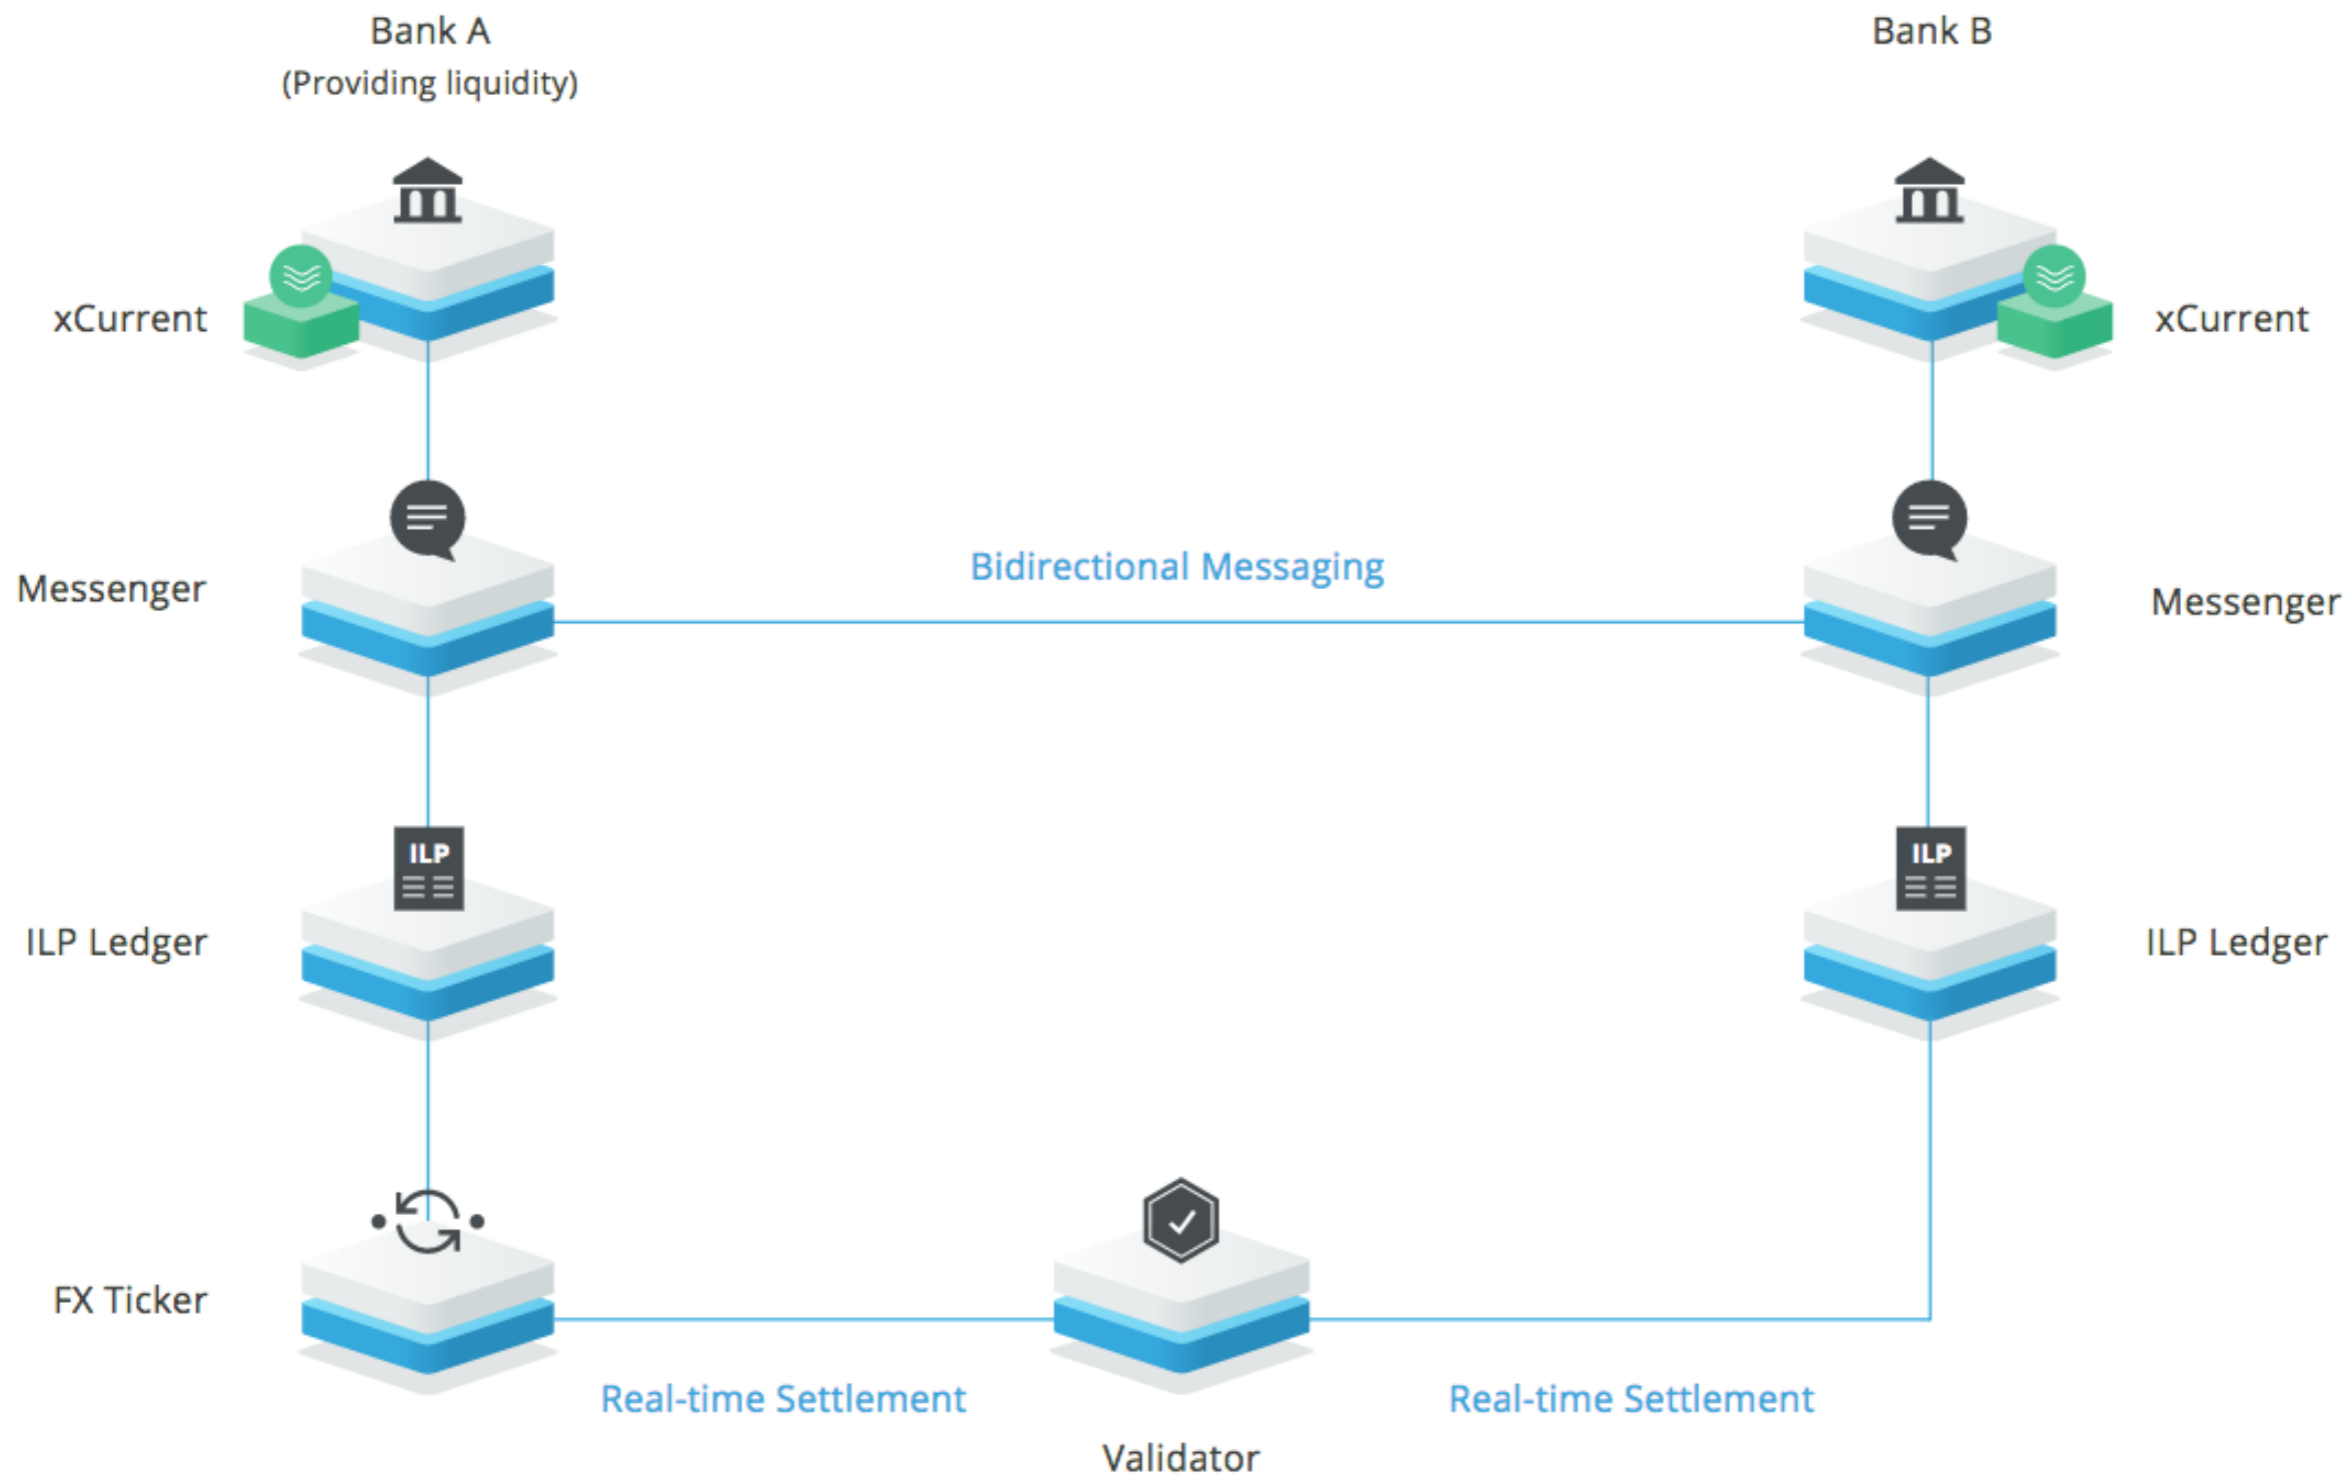 Bank A
(Providing liquidity)
Bank B
xCurrent
xCurrent
Messenger
Bidirectional Messaging
Messenger
ILP
ILP
ILP Ledger
ILP Ledger
FX Ticker
Real-time Settlement
Real-time Settlement
Validator